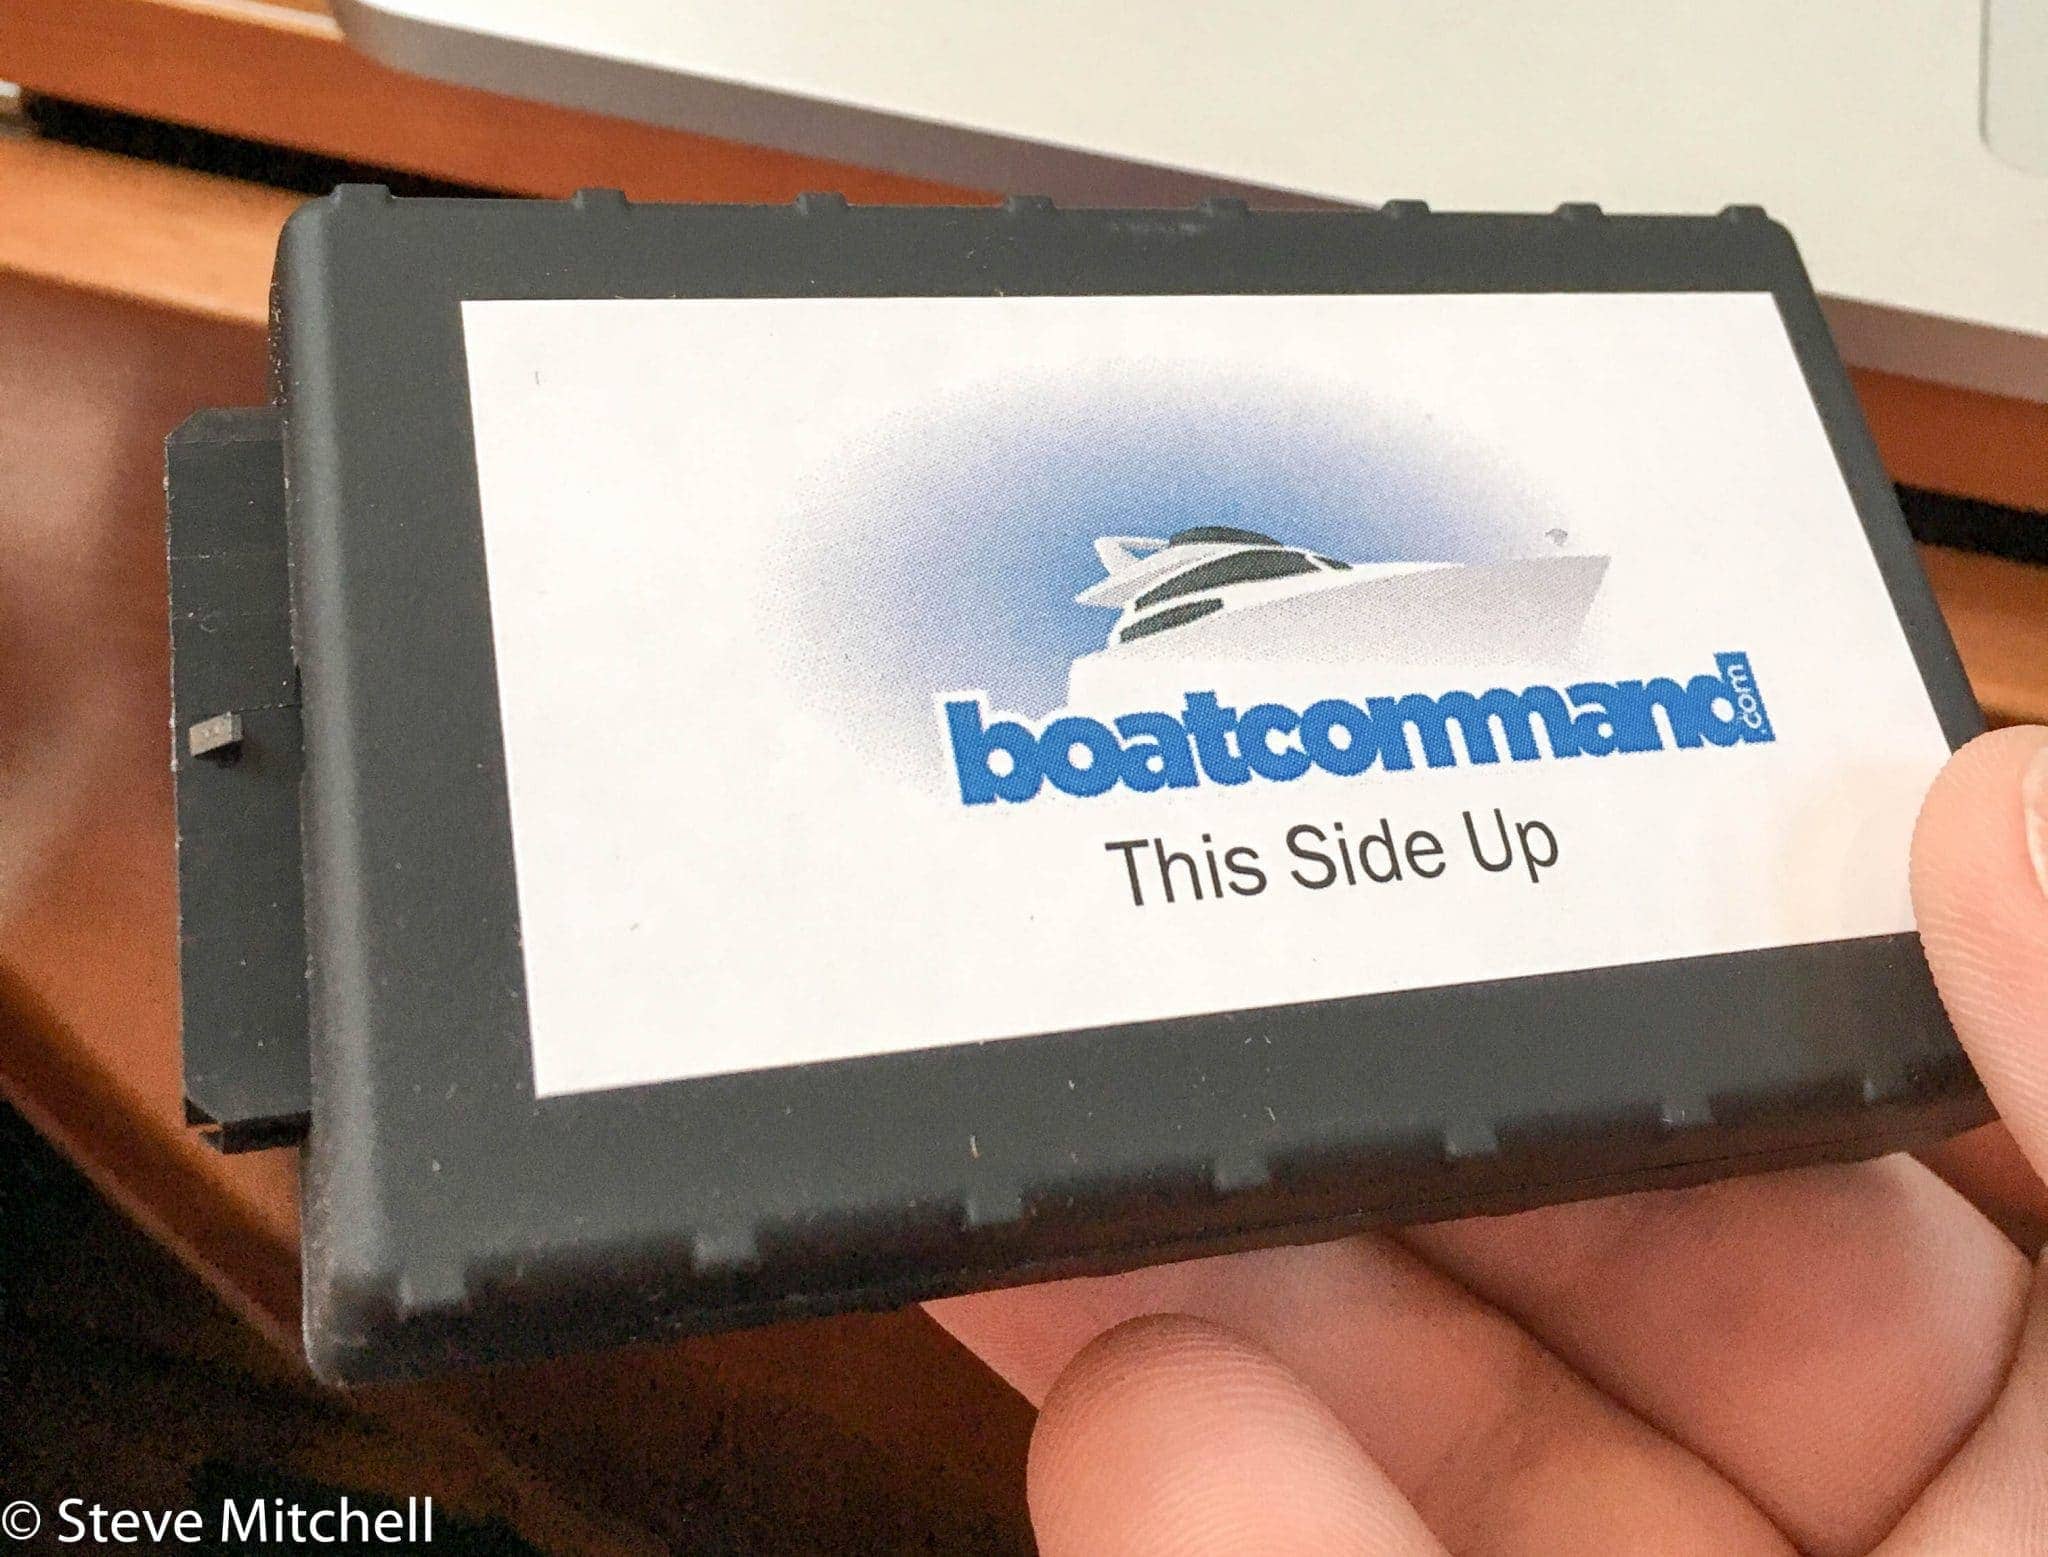 boatcommand.com
This Side Up
© Steve Mitchell